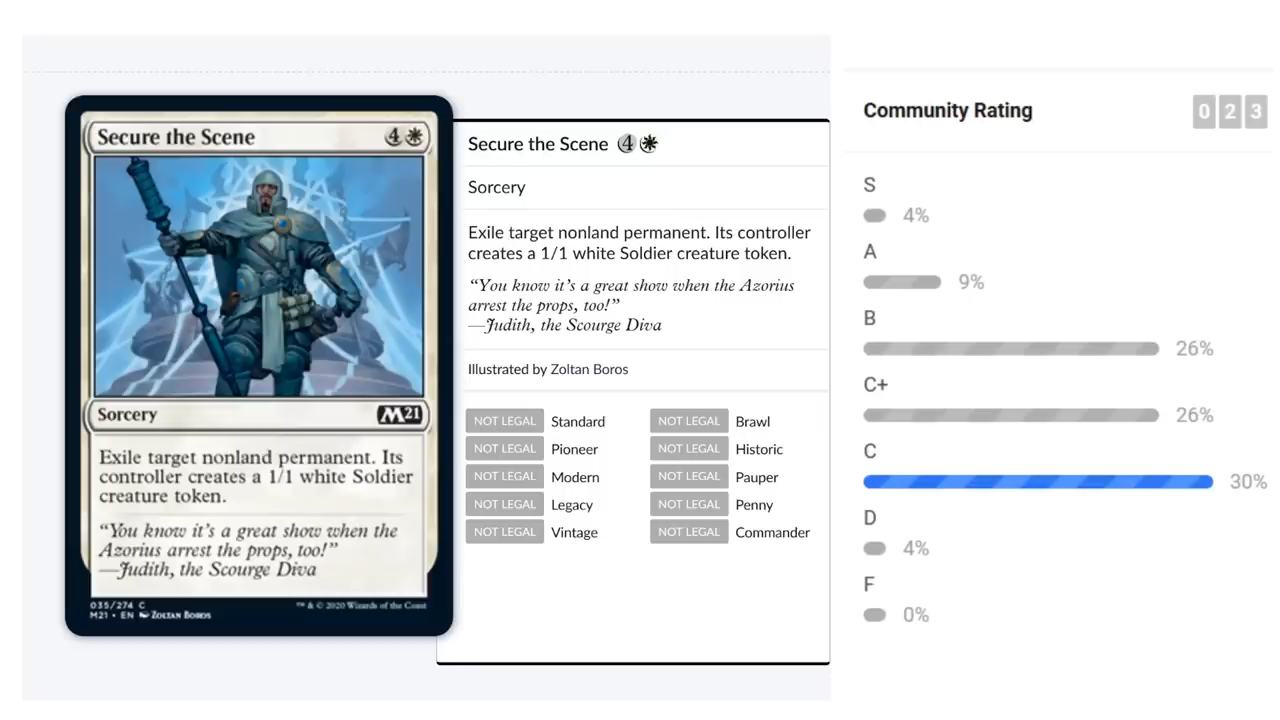 Secure the Scene 4
Sorcery
M21
Exile target nonland permanent. Its
controller creates a 1/1 white Soldier
creature token.
“You know it’s a great show when the
Azorius arrest the props, too!”
—Judith, the Scourge Diva
035/274 C
M21 • EN Zoltan Boros
™ & © 2020 Wizards of the Coast
Secure the Scene 4
Sorcery
Exile target nonland permanent. Its controller
creates a 1/1 white Soldier creature token.
“You know it’s a great show when the Azorius
arrest the props, too!”
—Judith, the Scourge Diva
Illustrated by Zoltan Boros
NOT LEGAL Standard NOT LEGAL Brawl
NOT LEGAL Pioneer NOT LEGAL Historic
NOT LEGAL Modern NOT LEGAL Pauper
NOT LEGAL Legacy NOT LEGAL Penny
NOT LEGAL Vintage NOT LEGAL Commander
Community Rating 0 2 3
S
4%
A
9%
B
26%
C+
26%
C
30%
D
4%
F
0%